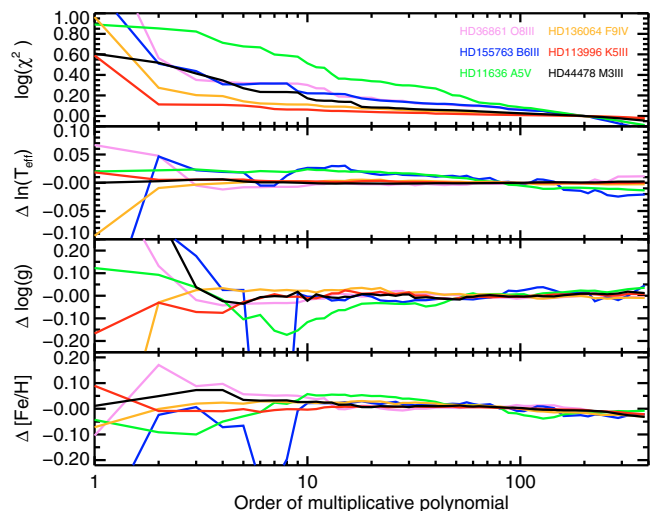 HD36661 O8III HD136064 F9IV
HD155763 B6III HD113996 K5III
HD11636 A5V HD44478 M3III
log(χ²)
1.00
0.80
0.60
0.40
0.20
0.00
Δ ln(Teff)
0.10
0.05
−0.00
−0.05
−0.10
Δ log(g)
0.20
0.10
−0.00
−0.10
−0.20
Δ [Fe/H]
0.20
0.10
−0.00
−0.10
−0.20
1 10 100
Order of multiplicative polynomial